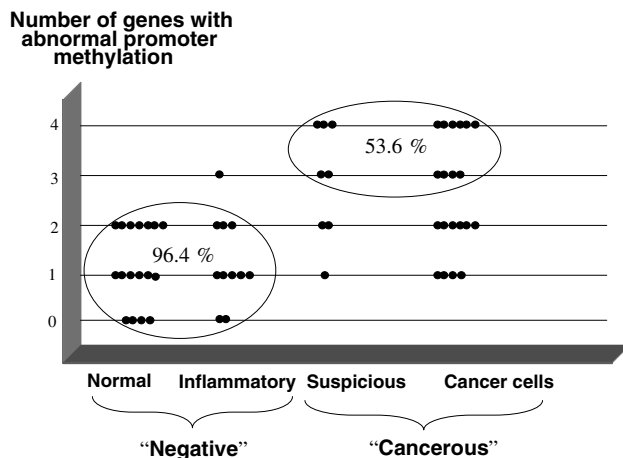 Number of genes with
abnormal promoter
methylation
4
53.6 %
3
2
96.4 %
1
0
Normal Inflammatory Suspicious Cancer cells
“Negative” “Cancerous”